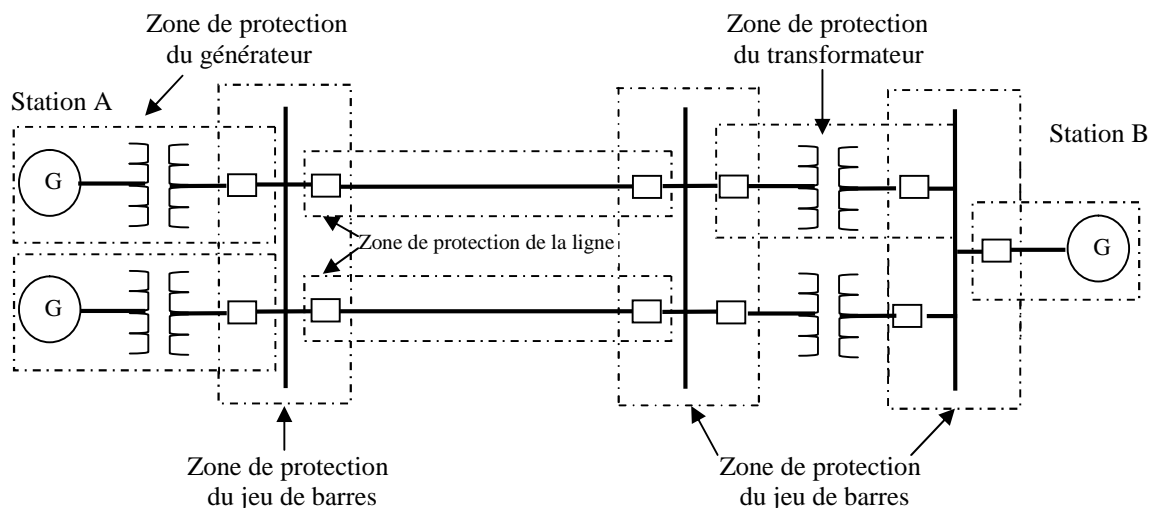 Zone de protection
du générateur
Zone de protection
du transformateur
Station A
Station B
G
G
Zone de protection de la ligne
G
G
Zone de protection
du jeu de barres
Zone de protection
du jeu de barres